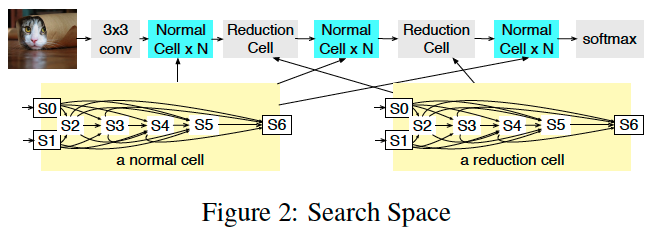 3x3 conv
Normal Cell x N
Reduction Cell
Normal Cell x N
Reduction Cell
Normal Cell x N
softmax
S0
S1
S2
S3
S4
S5
S6
a normal cell
S0
S1
S2
S3
S4
S5
S6
a reduction cell
Figure 2: Search Space